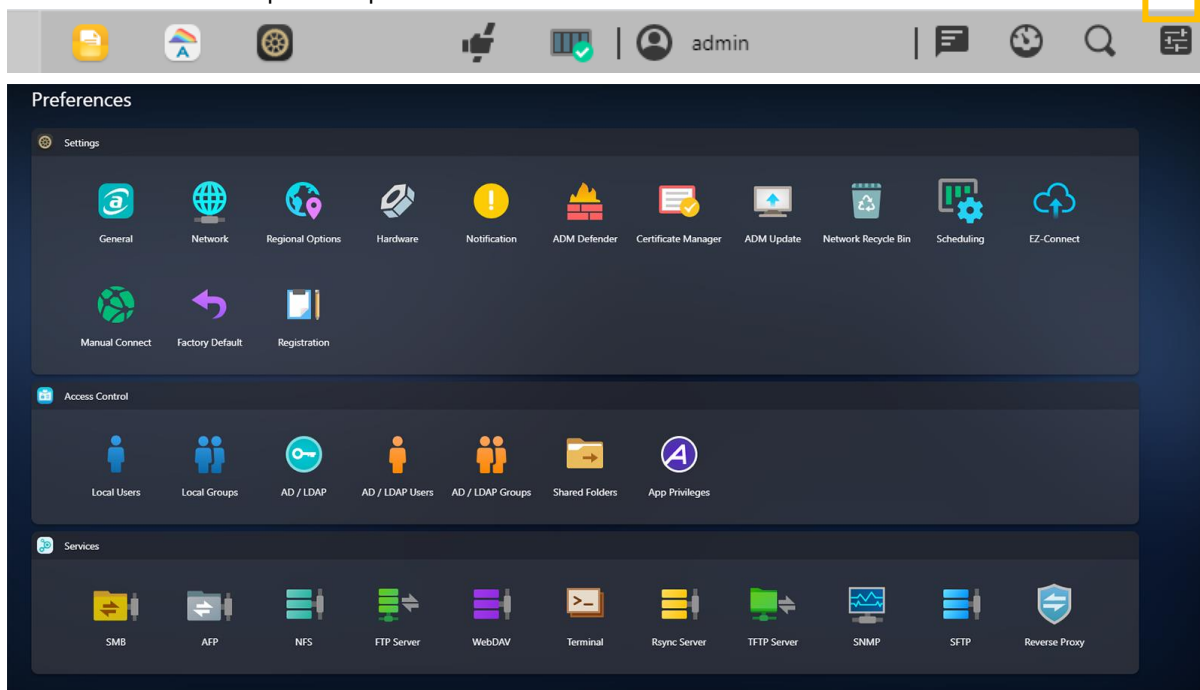 admin
Preferences
Settings
General
Network
Regional Options
Hardware
Notification
ADM Defender
Certificate Manager
ADM Update
Network Recycle Bin
Scheduling
EZ-Connect
Manual Connect
Factory Default
Registration
Access Control
Local Users
Local Groups
AD / LDAP
AD / LDAP Users
AD / LDAP Groups
Shared Folders
App Privileges
Services
SMB
AFP
NFS
FTP Server
WebDAV
Terminal
Rsync Server
TFTP Server
SNMP
SFTP
Reverse Proxy